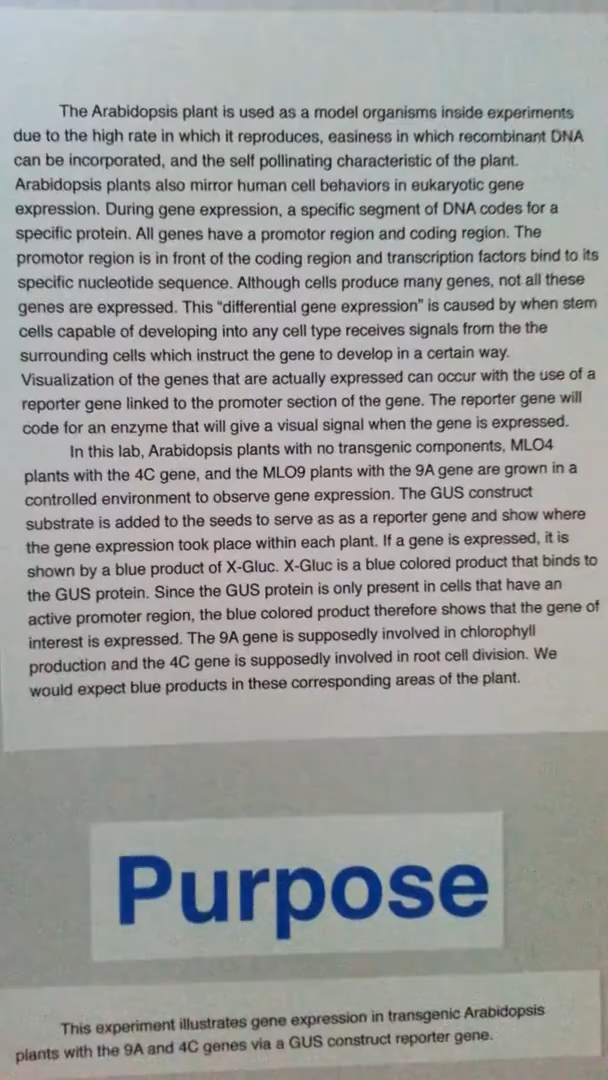 The Arabidopsis plant is used as a model organisms inside experiments
due to the high rate in which it reproduces, easiness in which recombinant DNA
can be incorporated, and the self pollinating characteristic of the plant.
Arabidopsis plants also mirror human cell behaviors in eukaryotic gene
expression. During gene expression, a specific segment of DNA codes for a
specific protein. All genes have a promotor region and coding region. The
promotor region is in front of the coding region and transcription factors bind to its
specific nucleotide sequence. Although cells produce many genes, not all these
genes are expressed. This “differential gene expression” is caused by when stem
cells capable of developing into any cell type receives signals from the the
surrounding cells which instruct the gene to develop in a certain way.
Visualization of the genes that are actually expressed can occur with the use of a
reporter gene linked to the promoter section of the gene. The reporter gene will
code for an enzyme that will give a visual signal when the gene is expressed.
In this lab, Arabidopsis plants with no transgenic components, MLO4
plants with the 4C gene, and the MLO9 plants with the 9A gene are grown in a
controlled environment to observe gene expression. The GUS construct
substrate is added to the seeds to serve as as a reporter gene and show where
the gene expression took place within each plant. If a gene is expressed, it is
shown by a blue product of X-Gluc. X-Gluc is a blue colored product that binds to
the GUS protein. Since the GUS protein is only present in cells that have an
active promoter region, the blue colored product therefore shows that the gene of
interest is expressed. The 9A gene is supposedly involved in chlorophyll
production and the 4C gene is supposedly involved in root cell division. We
would expect blue products in these corresponding areas of the plant.
Purpose
This experiment illustrates gene expression in transgenic Arabidopsis
plants with the 9A and 4C genes via a GUS construct reporter gene.